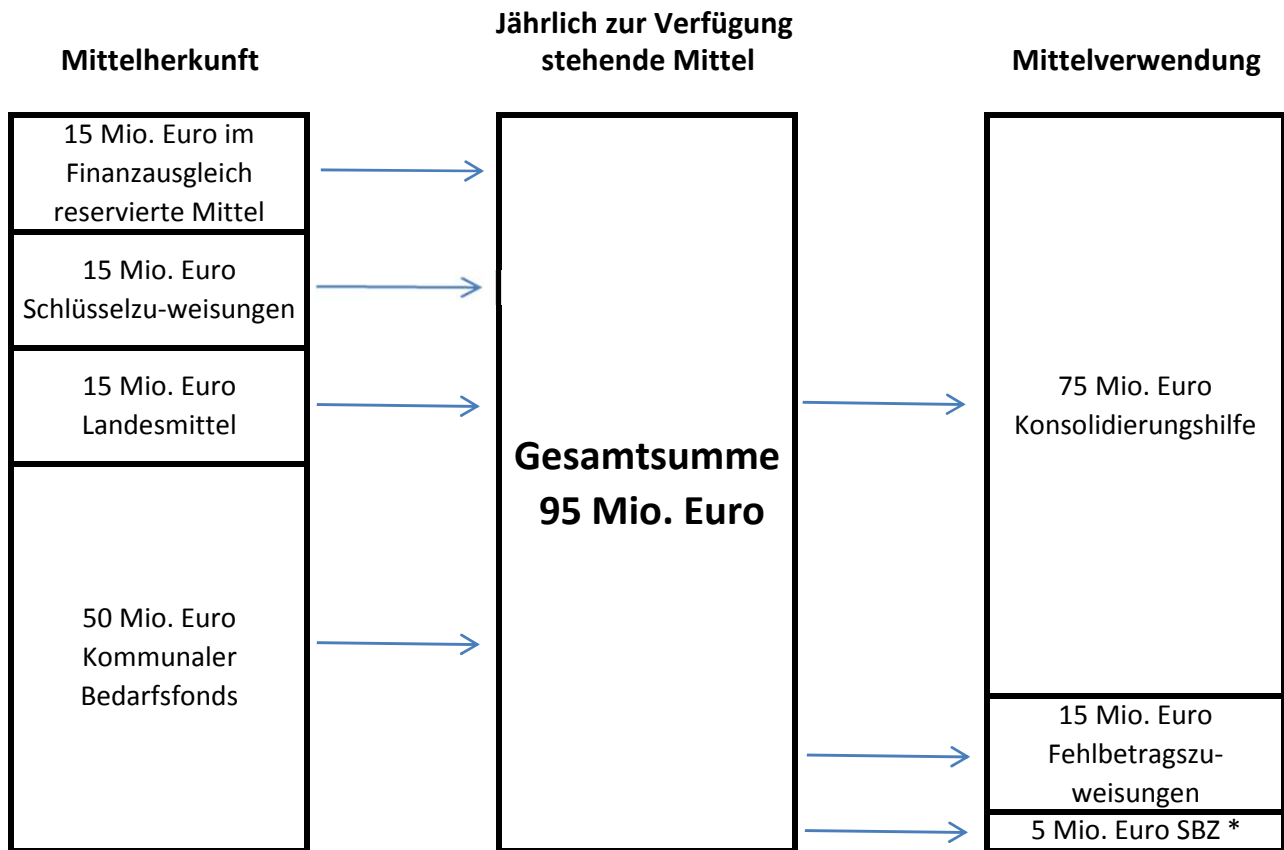 Mittelherkunft
Jährlich zur Verfügung
stehende Mittel
Mittelverwendung
15 Mio. Euro im
Finanzausgleich
reservierte Mittel
15 Mio. Euro
Schlüsselzu-weisungen
15 Mio. Euro
Landesmittel
50 Mio. Euro
Kommunaler
Bedarfsfonds
Gesamtsumme
95 Mio. Euro
75 Mio. Euro
Konsolidierungshilfe
15 Mio. Euro
Fehlbetragszu-
weisungen
5 Mio. Euro SBZ *